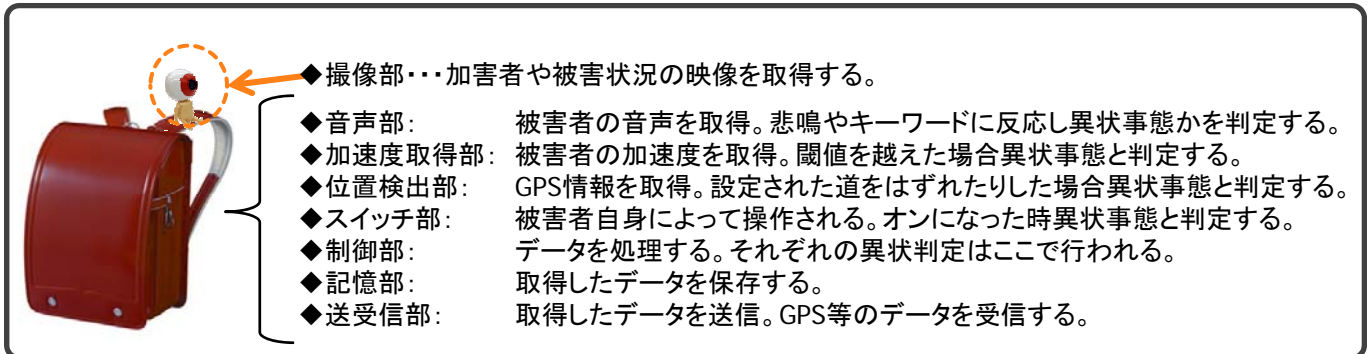 ◆撮像部・・・加害者や被害状況の映像を取得する。
◆音声部： 被害者の音声を取得。悲鳴やキーワードに反応し異状事態かを判定する。
◆加速度取得部： 被害者の加速度を取得。閾値を越えた場合異状事態と判定する。
◆位置検出部： GPS情報を取得。設定された道をはずれたりした場合異状事態と判定する。
◆スイッチ部： 被害者自身によって操作される。オンになった時異状事態と判定する。
◆制御部： データを処理する。それぞれの異状判定はここで行われる。
◆記憶部： 取得したデータを保存する。
◆送受信部： 取得したデータを送信。GPS等のデータを受信する。